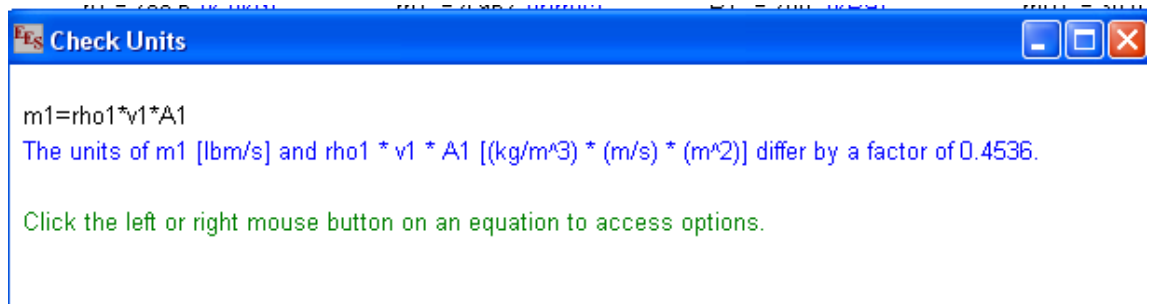 EES Check Units
m1=rho1*v1*A1
The units of m1 [lbm/s] and rho1 * v1 * A1 [(kg/m^3) * (m/s) * (m^2)] differ by a factor of 0.4536.
Click the left or right mouse button on an equation to access options.